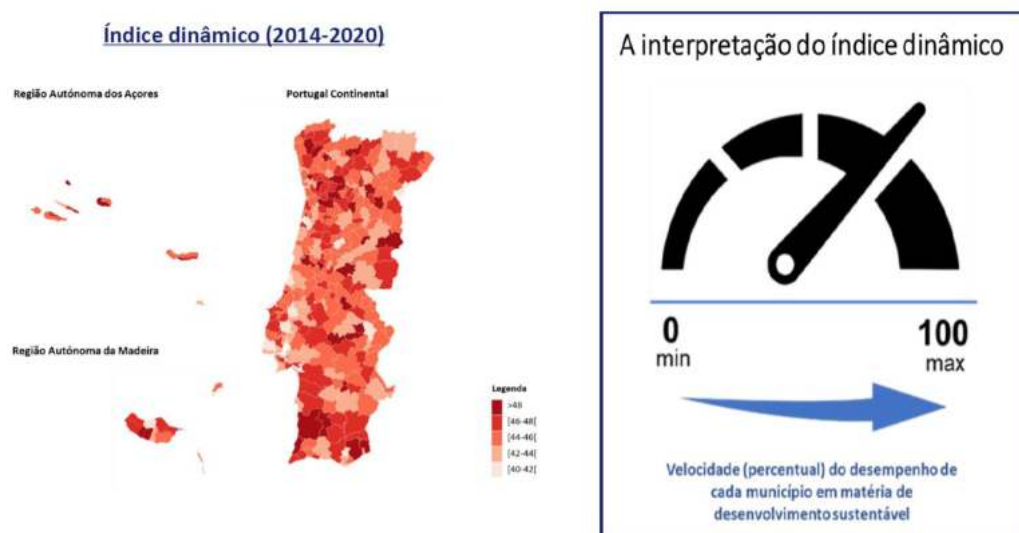 Índice dinâmico (2014-2020)
Região Autónoma dos Açores
Portugal Continental
Região Autónoma da Madeira
Legenda
>48
[46-48[
[44-46[
[42-44[
[40-42[
A interpretação do índice dinâmico
0
min
100
max
Velocidade (percentual) do desempenho de
cada município em matéria de
desenvolvimento sustentável